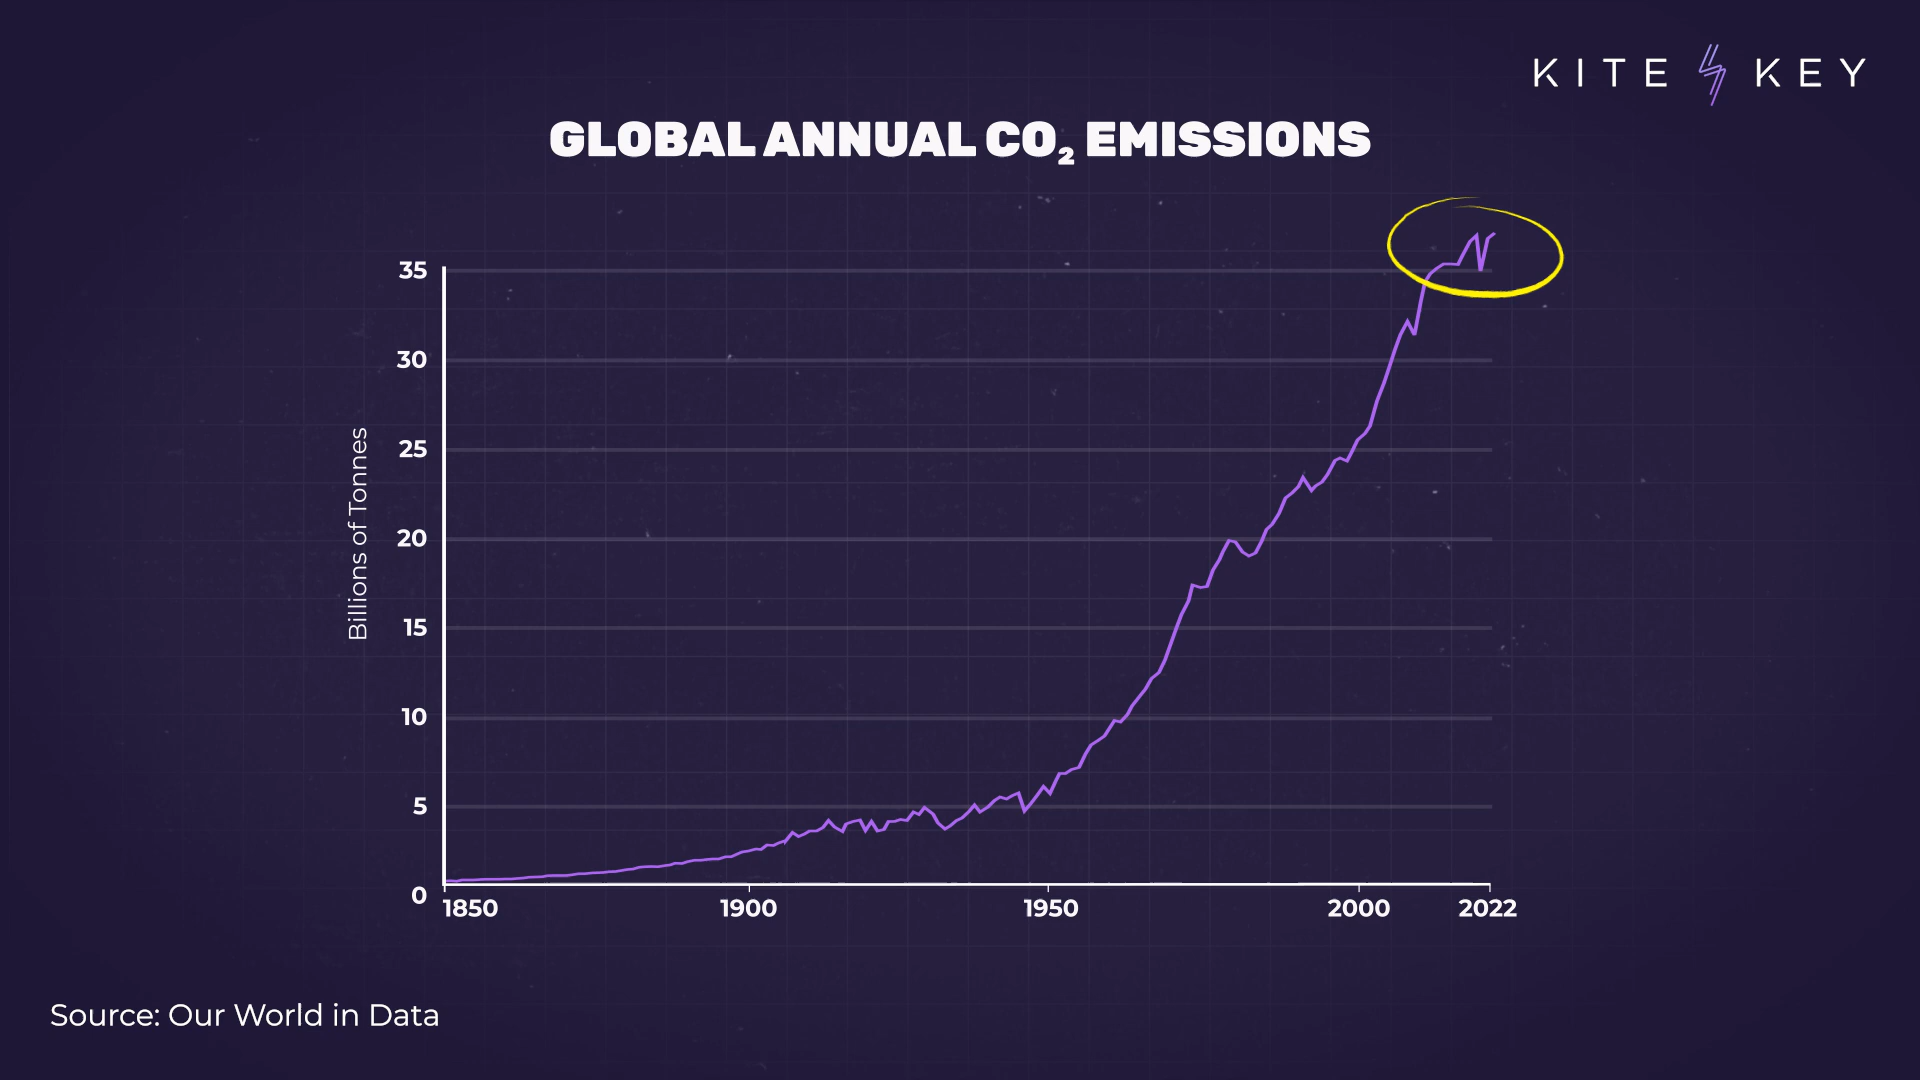 KITE KEY
GLOBAL ANNUAL CO₂ EMISSIONS
Billions of Tonnes
35
30
25
20
15
10
5
0
1850 1900 1950 2000 2022
Source: Our World in Data